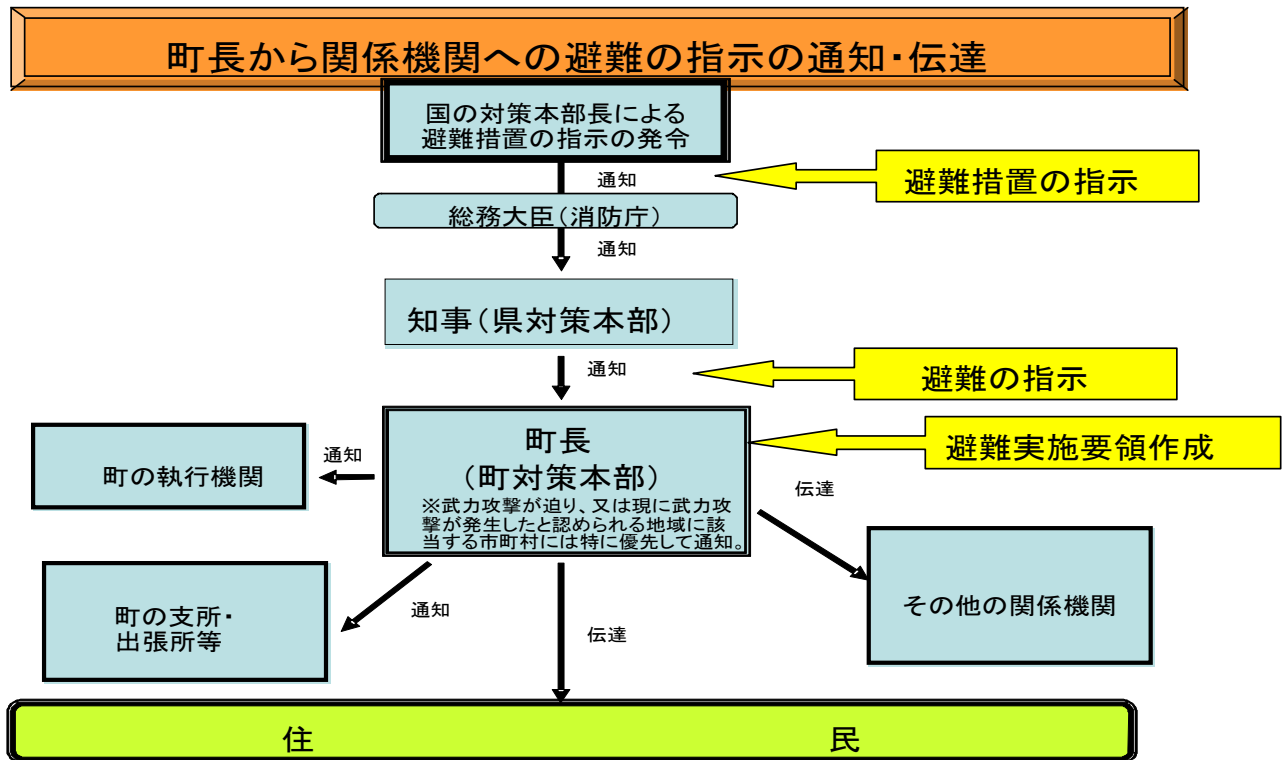 町長から関係機関への避難の指示の通知・伝達
国の対策本部長による
避難措置の指示の発令
通知
避難措置の指示
総務大臣（消防庁）
通知
知事（県対策本部）
通知
避難の指示
町長
（町対策本部）
※武力攻撃が迫り、又は現に武力攻
撃が発生したと認められる地域に該
当する市町村には特に優先して通知。
避難実施要領作成
通知
町の執行機関
伝達
その他の関係機関
通知
町の支所・
出張所等
伝達
住民